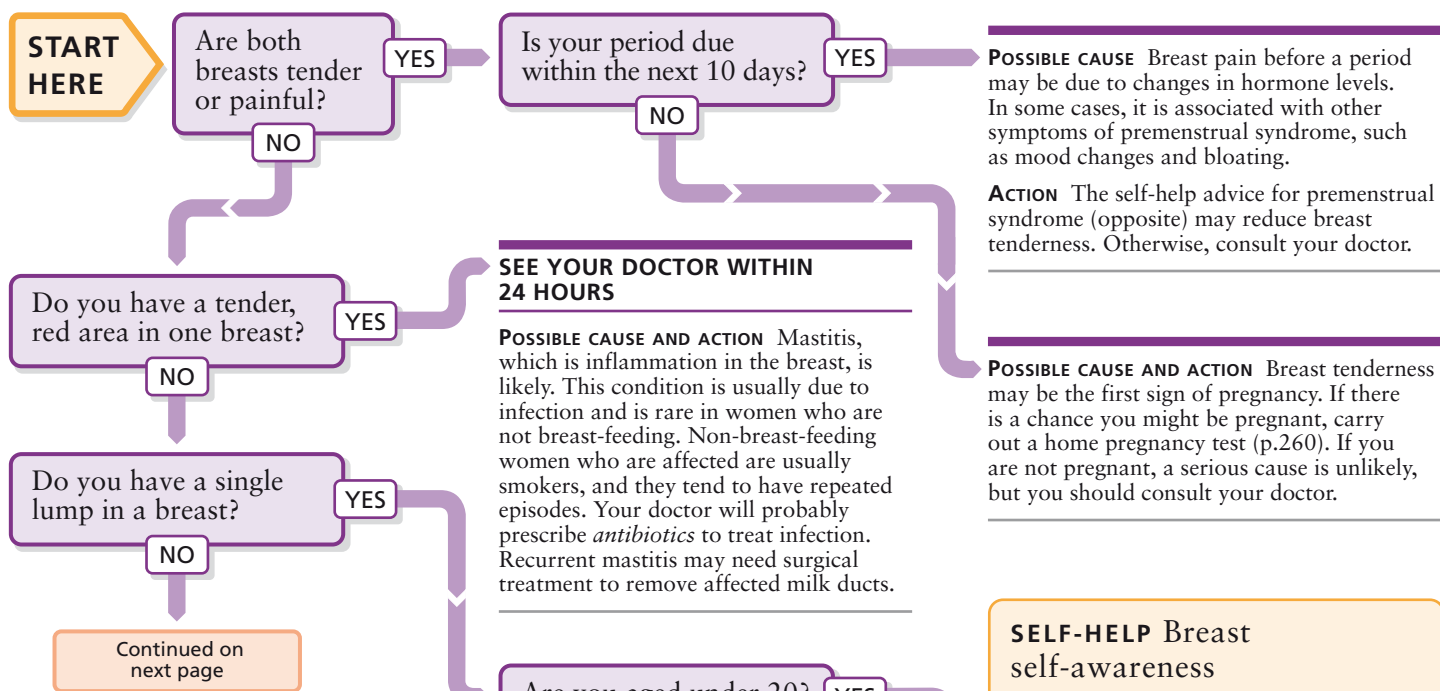 START
HERE
Are both
breasts tender
or painful?
YES
NO
Is your period due
within the next 10 days?
YES
NO
POSSIBLE CAUSE Breast pain before a period
may be due to changes in hormone levels.
In some cases, it is associated with other
symptoms of premenstrual syndrome, such
as mood changes and bloating.
ACTION The self-help advice for premenstrual
syndrome (opposite) may reduce breast
tenderness. Otherwise, consult your doctor.
Do you have a tender,
red area in one breast?
YES
NO
SEE YOUR DOCTOR WITHIN
24 HOURS
POSSIBLE CAUSE AND ACTION Mastitis,
which is inflammation in the breast, is
likely. This condition is usually due to
infection and is rare in women who are
not breast-feeding. Non-breast-feeding
women who are affected are usually
smokers, and they tend to have repeated
episodes. Your doctor will probably
prescribe antibiotics to treat infection.
Recurrent mastitis may need surgical
treatment to remove affected milk ducts.
POSSIBLE CAUSE AND ACTION Breast tenderness
may be the first sign of pregnancy. If there
is a chance you might be pregnant, carry
out a home pregnancy test (p.260). If you
are not pregnant, a serious cause is unlikely,
but you should consult your doctor.
Do you have a single
lump in a breast?
YES
NO
Continued on
next page
SELF-HELP Breast
self-awareness
Are you aged under
YES